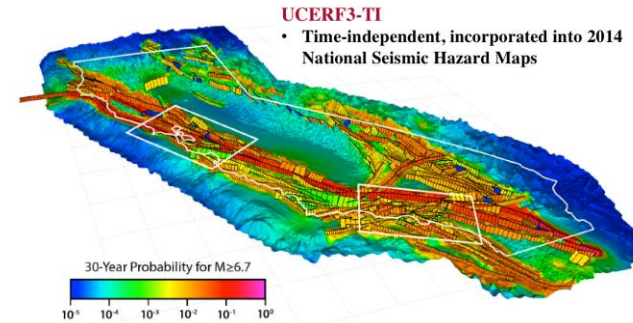 UCERF3-TI
• Time-independent, incorporated into 2014
National Seismic Hazard Maps
30-Year Probability for M≥6.7
10⁻⁵ 10⁻⁴ 10⁻³ 10⁻² 10⁻¹ 10⁰